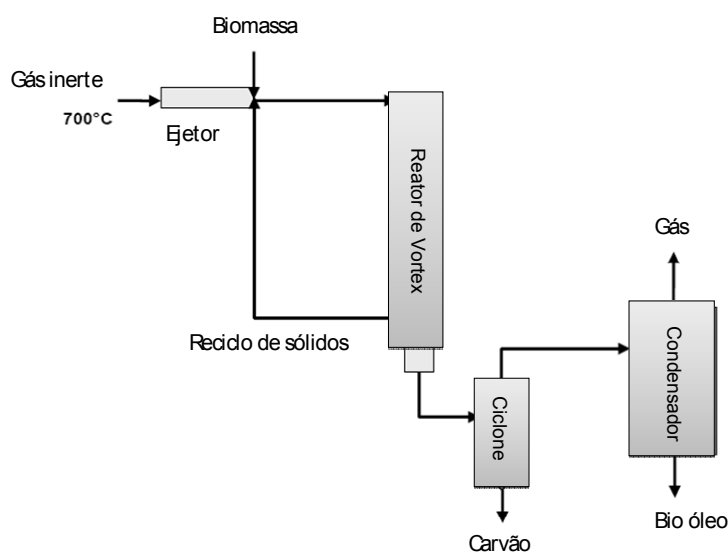 Biomassa
Gás inerte
700°C
Ejetor
Reator de Vortex
Gás
Reciclo de sólidos
Condensador
Ciclone
Bio óleo
Carvão